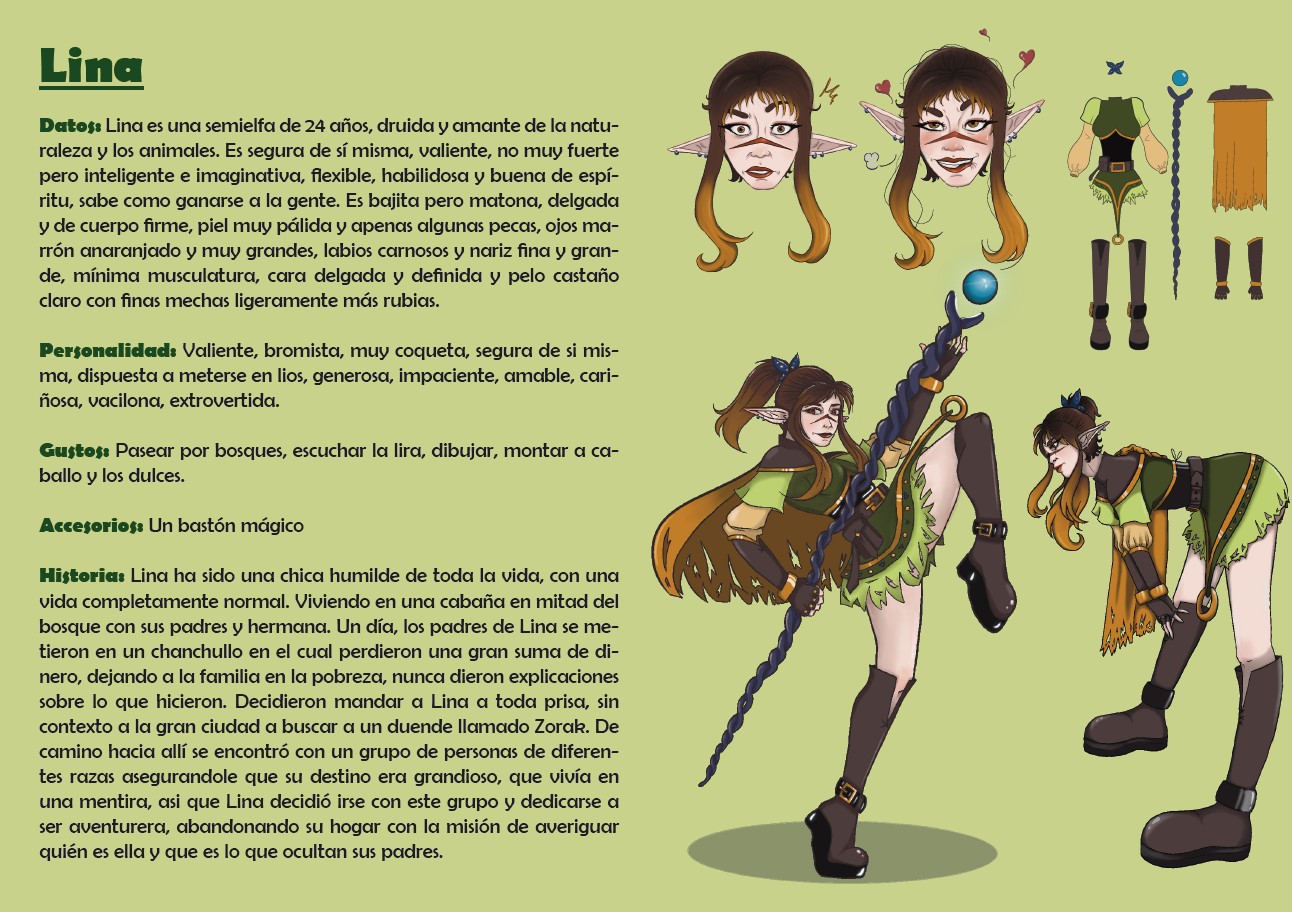 Lina
Datos: Lina es una semielfa de 24 años, druida y amante de la natu-
raleza y los animales. Es segura de sí misma, valiente, no muy fuerte
pero inteligente e imaginativa, flexible, habilidosa y buena de espí-
ritu, sabe como ganarse a la gente. Es bajita pero matona, delgada
y de cuerpo firme, piel muy pálida y apenas algunas pecas, ojos ma-
rrón anaranjado y muy grandes, labios carnosos y nariz fina y gran-
de, mínima musculatura, cara delgada y definida y pelo castaño
claro con finas mechas ligeramente más rubias.
Personalidad: Valiente, bromista, muy coqueta, segura de si mis-
ma, dispuesta a meterse en lios, generosa, impaciente, amable, cari-
ñosa, vacilona, extrovertida.
Gustos: Pasear por bosques, escuchar la lira, dibujar, montar a ca-
ballo y los dulces.
Accesorios: Un bastón mágico
Historia: Lina ha sido una chica humilde de toda la vida, con una
vida completamente normal. Viviendo en una cabaña en mitad del
bosque con sus padres y hermana. Un día, los padres de Lina se me-
tieron en un chanchullo en el cual perdieron una gran suma de di-
nero, dejando a la familia en la pobreza, nunca dieron explicaciones
sobre lo que hicieron. Decidieron mandar a Lina a toda prisa, sin
contexto a la gran ciudad a buscar a un duende llamado Zorak. De
camino hacia allí se encontró con un grupo de personas de diferen-
tes razas asegurandole que su destino era grandioso, que vivía en
una mentira, asi que Lina decidió irse con este grupo y dedicarse a
ser aventurera, abandonando su hogar con la misión de averiguar
quién es ella y que es lo que ocultan sus padres.